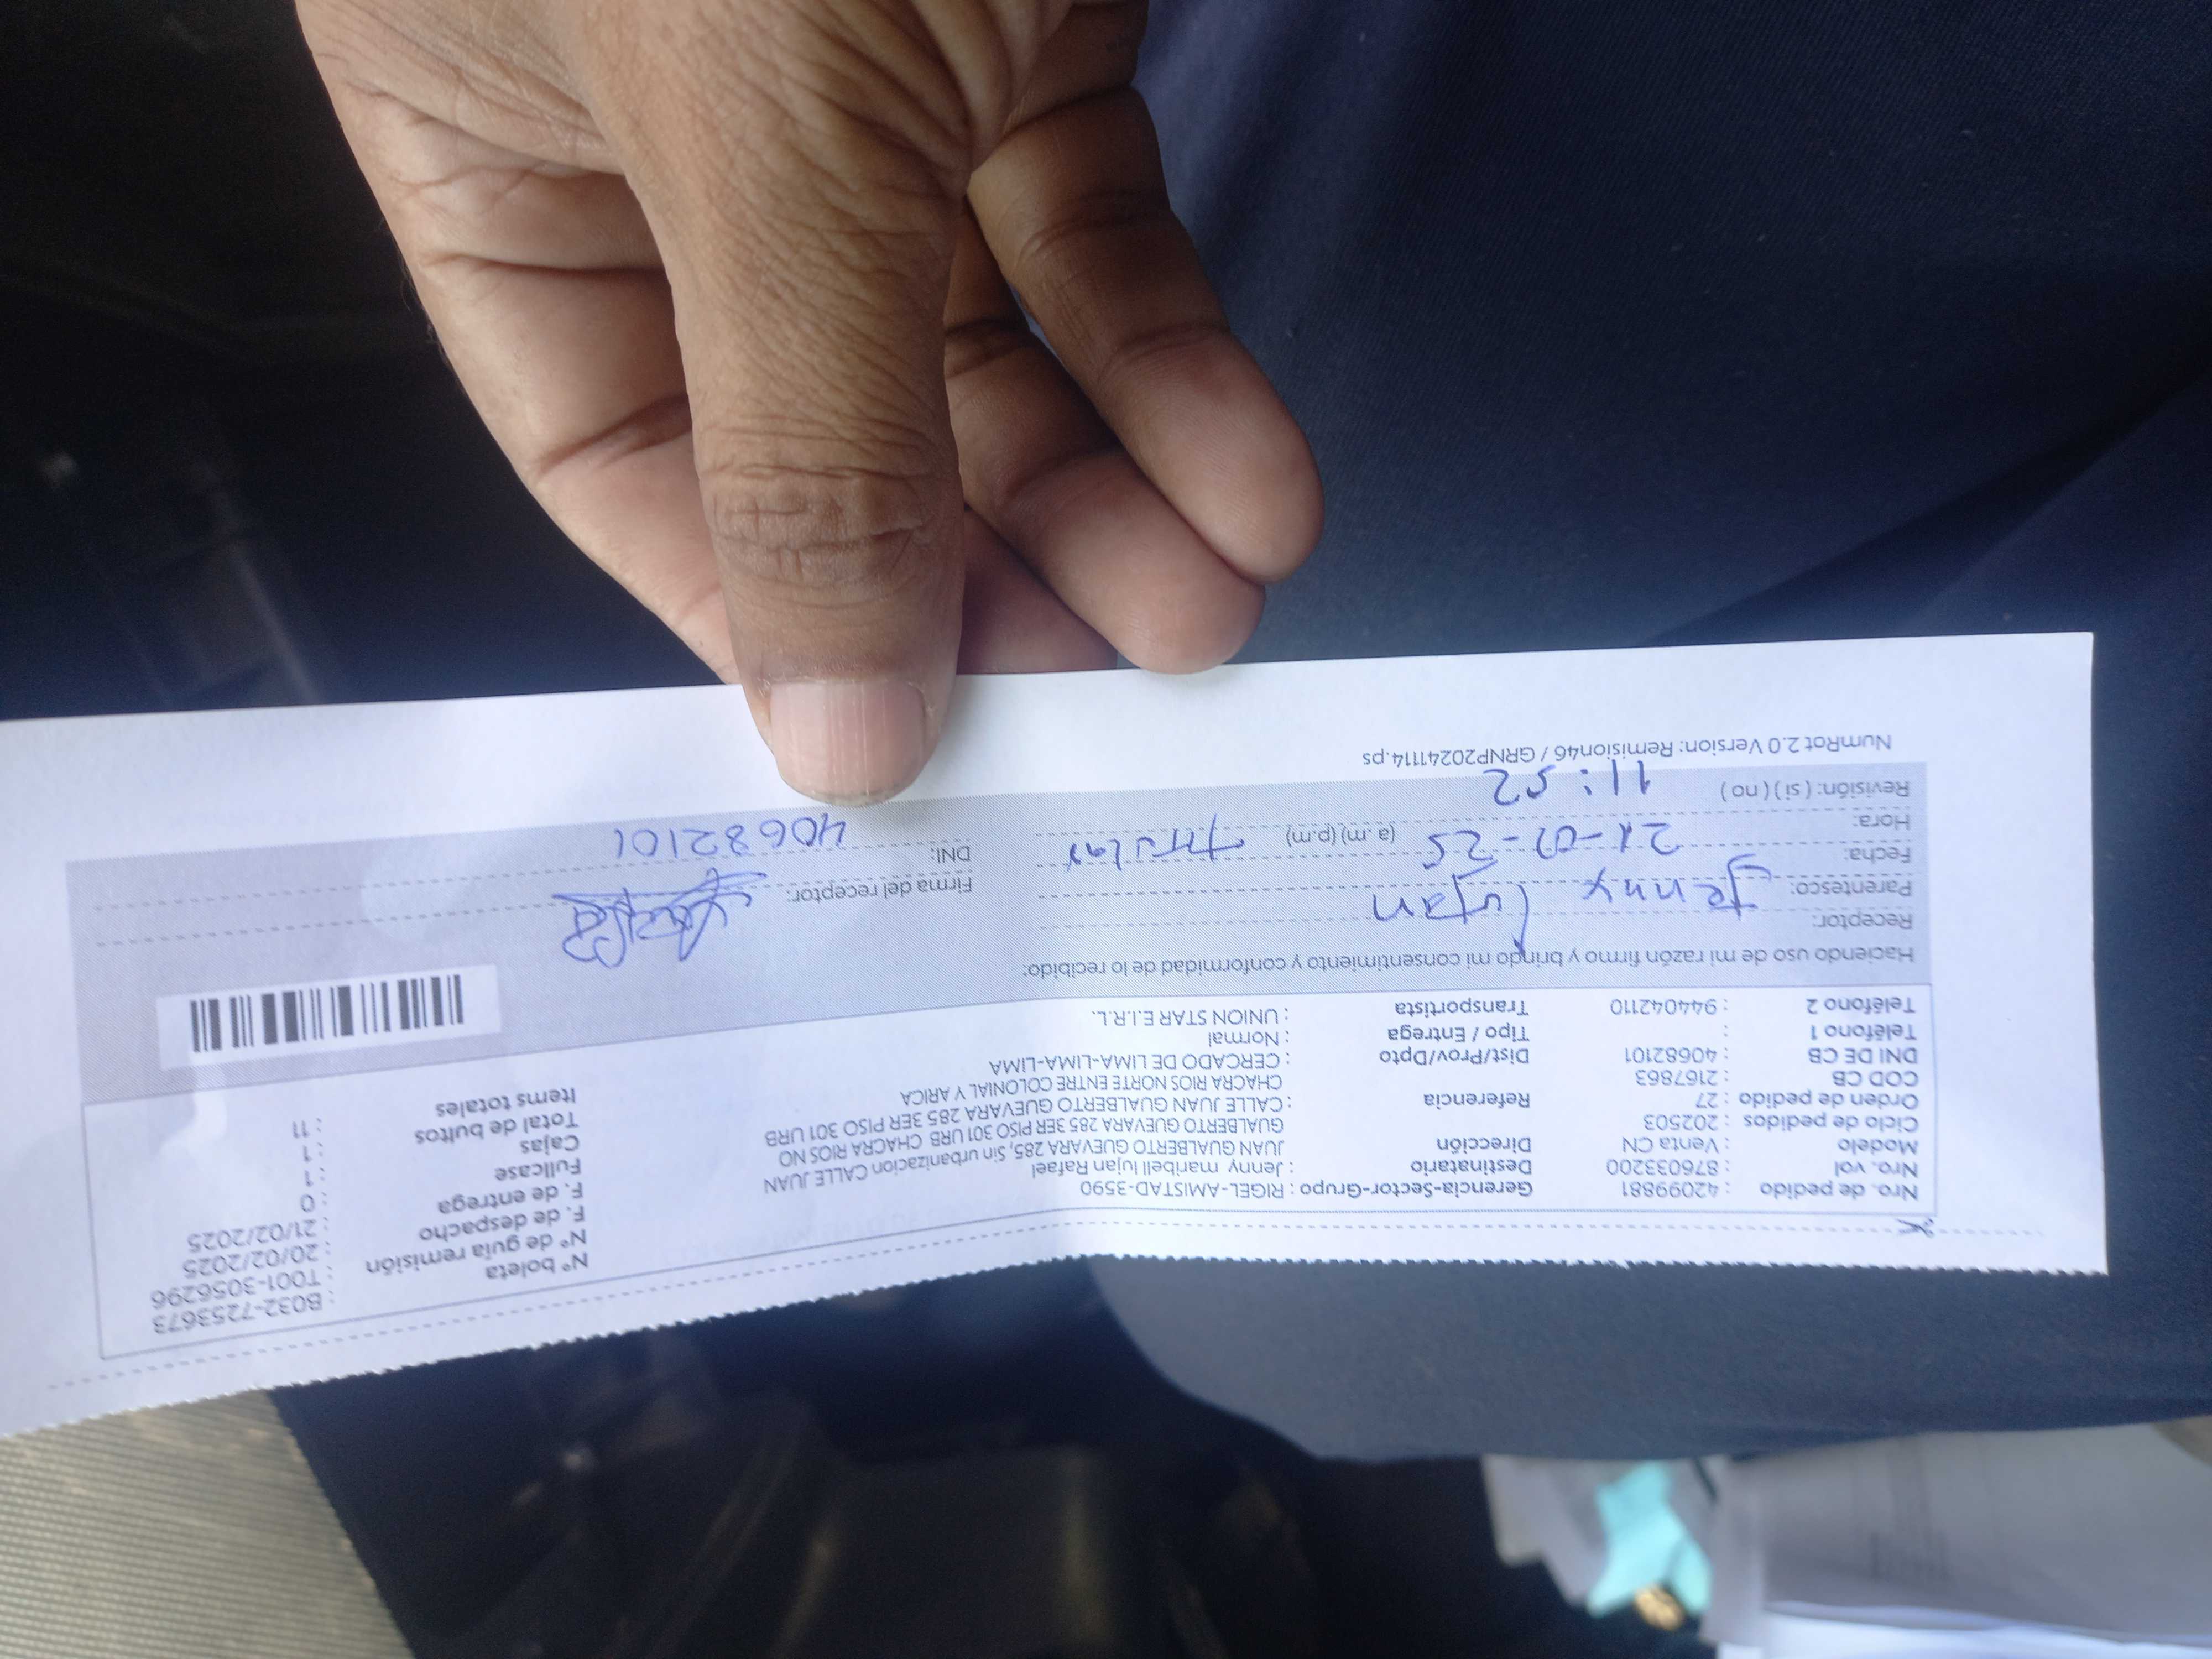 Nro. de pedido : 42099881
Nro. vol : 876033200
Modelo : Venta CN
Ciclo de pedidos : 202503
Orden de pedido : 27
COD CB : 2167863
DNI DE CB : 40682101
Teléfono 1 :
Teléfono 2 : 944042110
Gerencia-Sector-Grupo : RIGEL-AMISTAD-3590
Destinatario : Jenny maribell lujan Rafael
Dirección JUAN GUALBERTO GUEVARA 285, Sin urbanizacion CALLE JUAN
GUALBERTO GUEVARA 285 3ER PISO 301 URB CHACRA RIOS NO
Referencia : CALLE JUAN GUALBERTO GUEVARA 285 3ER PISO 301 URB
CHACRA RIOS NORTE ENTRE COLONIAL Y ARICA
Dist/Prov/Dpto : CERCADO DE LIMA-LIMA-LIMA
Tipo / Entrega : Normal
Transportista : UNION STAR E.I.R.L.
Nº boleta : B032-7253673
Nº de guía remisión : T001-3056296
F. de despacho : 20/02/2025
F. de entrega : 21/02/2025
Fullcase : 0
Cajas : 1
Total de bultos : 1
Items totales : 11
Haciendo uso de mi razón firmo y brindo mi consentimiento y conformidad de lo recibido:
Receptor:
Parentesco: Jenny Lujan
Fecha:
Hora: 21-02-25 (a. m) (p.m) Titular
Revisión: ( si ) ( no ) 11:52
Firma del receptor:
DNI: 40682101
NumRot 2.0 Version: Remision46 / GRNP20241114.ps